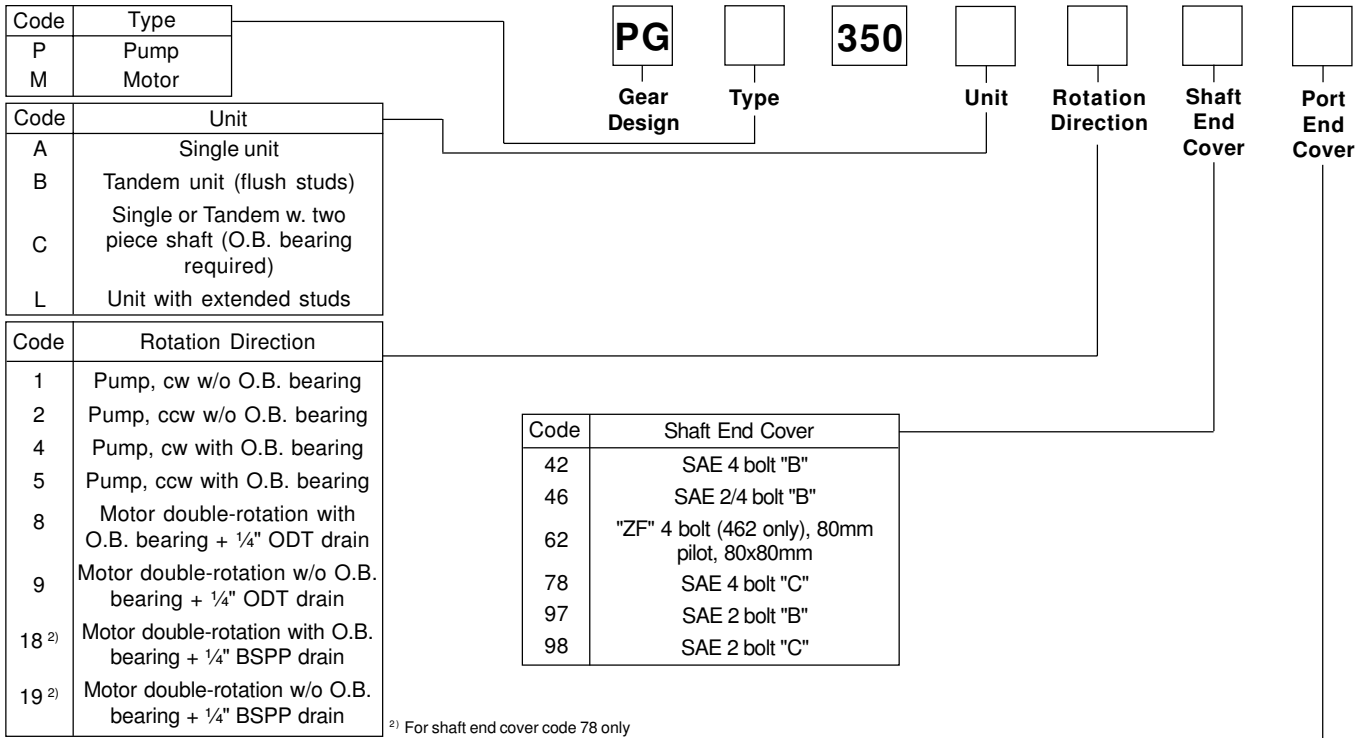 Code Type
P Pump
M Motor
PG 350
Gear Design
Type
Unit
Rotation Direction
Shaft End Cover
Port End Cover
Code Unit
A Single unit
B Tandem unit (flush studs)
C Single or Tandem w. two
piece shaft (O.B. bearing
required)
L Unit with extended studs
Code Rotation Direction
1 Pump, cw w/o O.B. bearing
2 Pump, ccw w/o O.B. bearing
4 Pump, cw with O.B. bearing
5 Pump, ccw with O.B. bearing
8 Motor double-rotation with
O.B. bearing + ¼" ODT drain
9 Motor double-rotation w/o O.B.
bearing + ¼" ODT drain
18 2) Motor double-rotation with O.B.
bearing + ¼" BSPP drain
19 2) Motor double-rotation w/o O.B.
bearing + ¼" BSPP drain
Code Shaft End Cover
42 SAE 4 bolt "B"
46 SAE 2/4 bolt "B"
62 "ZF" 4 bolt (462 only), 80mm
pilot, 80x80mm
78 SAE 4 bolt "C"
97 SAE 2 bolt "B"
98 SAE 2 bolt "C"
2) For shaft end cover code 78 only